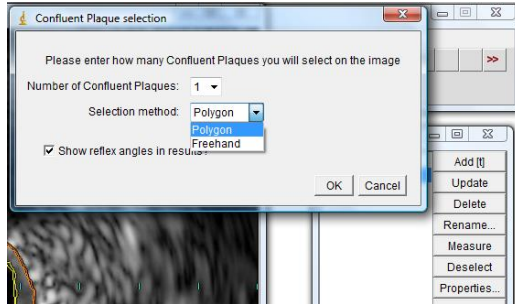 Confluent Plaque selection
Please enter how many Confluent Plaques you will select on the image
Number of Confluent Plaques: 1
Selection method: Polygon
Polygon
Freehand
Show reflex angles in results?
OK Cancel
>>
Add [t]
Update
Delete
Rename...
Measure
Deselect
Properties...